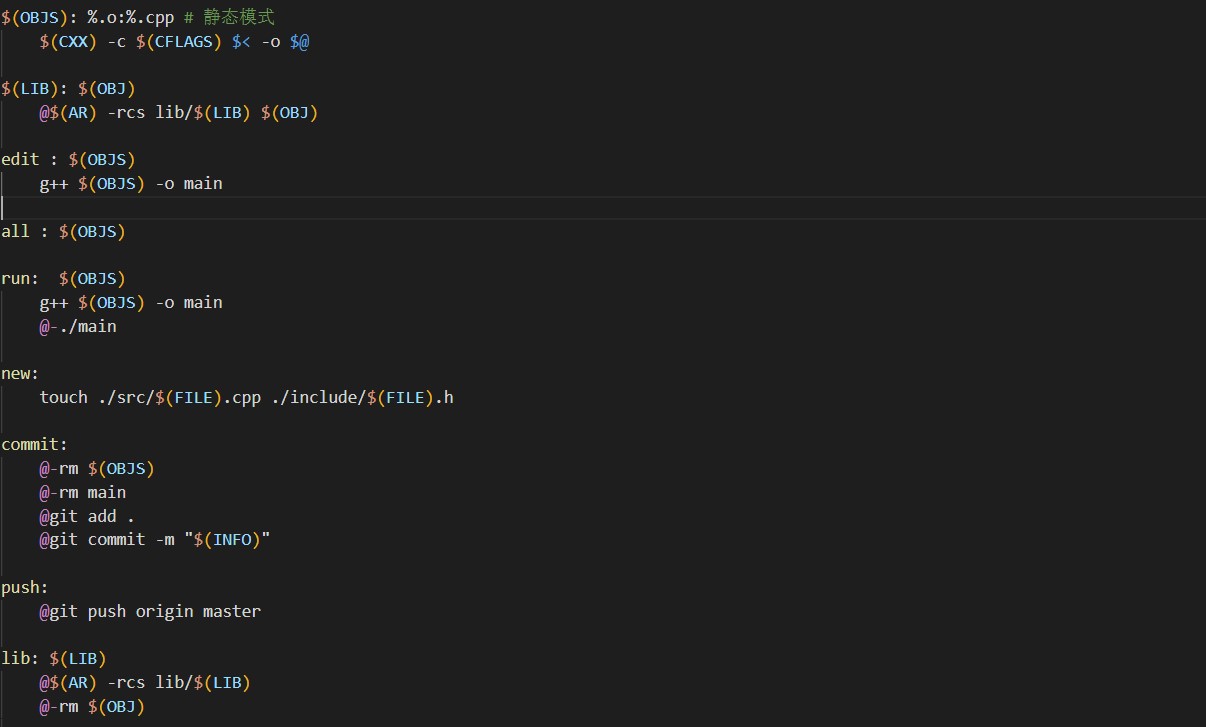 $(OBJS): %.o:%.cpp # 静态模式
    $(CXX) -c $(CFLAGS) $< -o $@

$(LIB): $(OBJ)
    @$(AR) -rcs lib/$(LIB) $(OBJ)

edit : $(OBJS)
    g++ $(OBJS) -o main

all : $(OBJS)

run:  $(OBJS)
    g++ $(OBJS) -o main
    @-./main

new:
    touch ./src/$(FILE).cpp ./include/$(FILE).h

commit:
    @-rm $(OBJS)
    @-rm main
    @git add .
    @git commit -m "$(INFO)"

push:
    @git push origin master

lib: $(LIB)
    @$(AR) -rcs lib/$(LIB)
    @-rm $(OBJ)